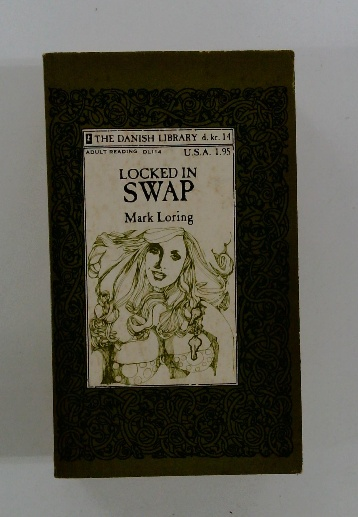 THE DANISH LIBRARY d. kr. 14
ADULT READING DL114 U.S.A. 1.95
LOCKED IN
SWAP
Mark Loring